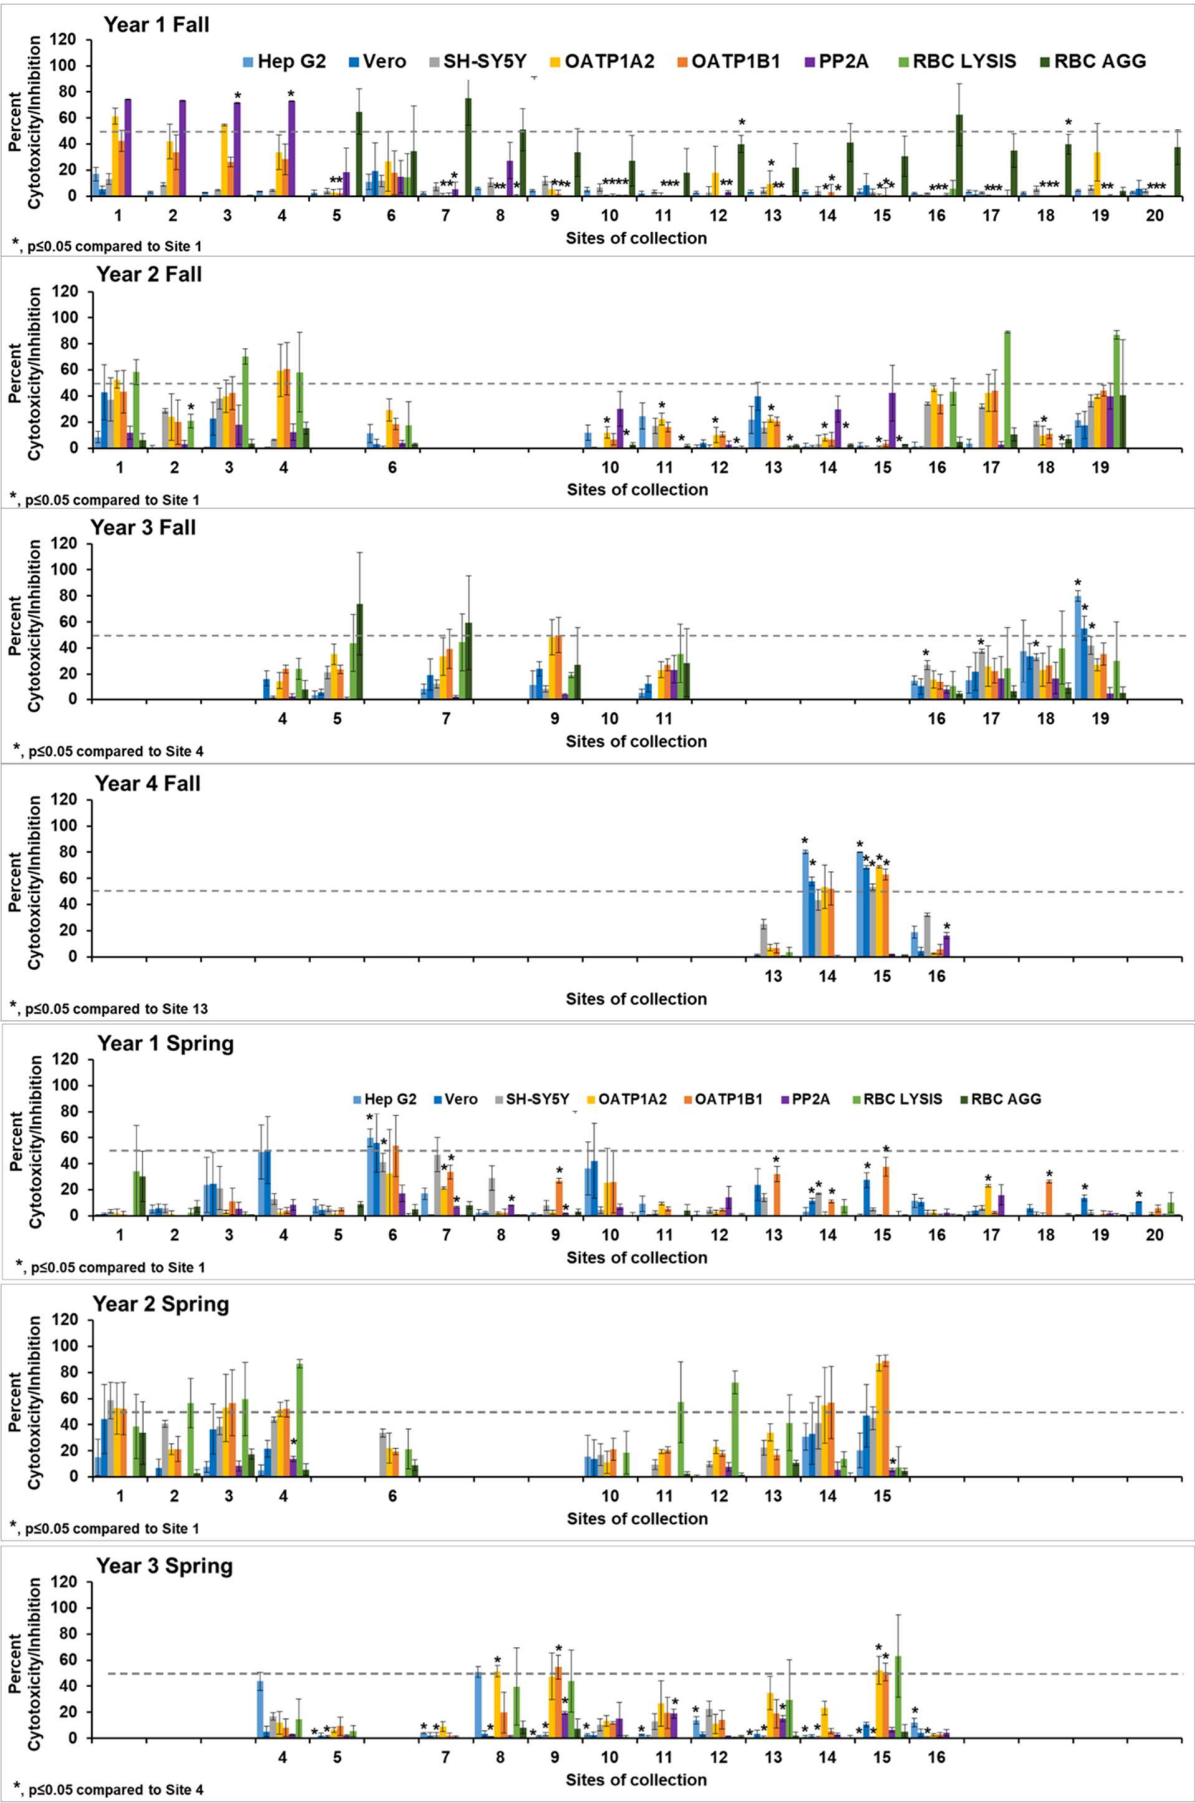 Year 1 Fall
Percent
Cytotoxicity/Inhibition
120
100
80
60
40
20
0
Hep G2 Vero SH-SY5Y OATP1A2 OATP1B1 PP2A RBC LYSIS RBC AGG
1 2 3 4 5 6 7 8 9 10 11 12 13 14 15 16 17 18 19 20
Sites of collection
*, p≤0.05 compared to Site 1
Year 2 Fall
Percent
Cytotoxicity/Inhibition
120
100
80
60
40
20
0
1 2 3 4 6 10 11 12 13 14 15 16 17 18 19
Sites of collection
*, p≤0.05 compared to Site 1
Year 3 Fall
Percent
Cytotoxicity/Inhibition
120
100
80
60
40
20
0
4 5 7 9 10 11 16 17 18 19
Sites of collection
*, p≤0.05 compared to Site 4
Year 4 Fall
Percent
Cytotoxicity/Inhibition
120
100
80
60
40
20
0
13 14 15 16
Sites of collection
*, p≤0.05 compared to Site 13
Year 1 Spring
Percent
Cytotoxicity/Inhibition
120
100
80
60
40
20
0
Hep G2 Vero SH-SY5Y OATP1A2 OATP1B1 PP2A RBC LYSIS RBC AGG
1 2 3 4 5 6 7 8 9 10 11 12 13 14 15 16 17 18 19 20
Sites of collection
*, p≤0.05 compared to Site 1
Year 2 Spring
Percent
Cytotoxicity/Inhibition
120
100
80
60
40
20
0
1 2 3 4 6 10 11 12 13 14 15
Sites of collection
*, p≤0.05 compared to Site 1
Year 3 Spring
Percent
Cytotoxicity/Inhibition
120
100
80
60
40
20
0
4 5 7 8 9 10 11 12 13 14 15 16
Sites of collection
*, p≤0.05 compared to Site 4